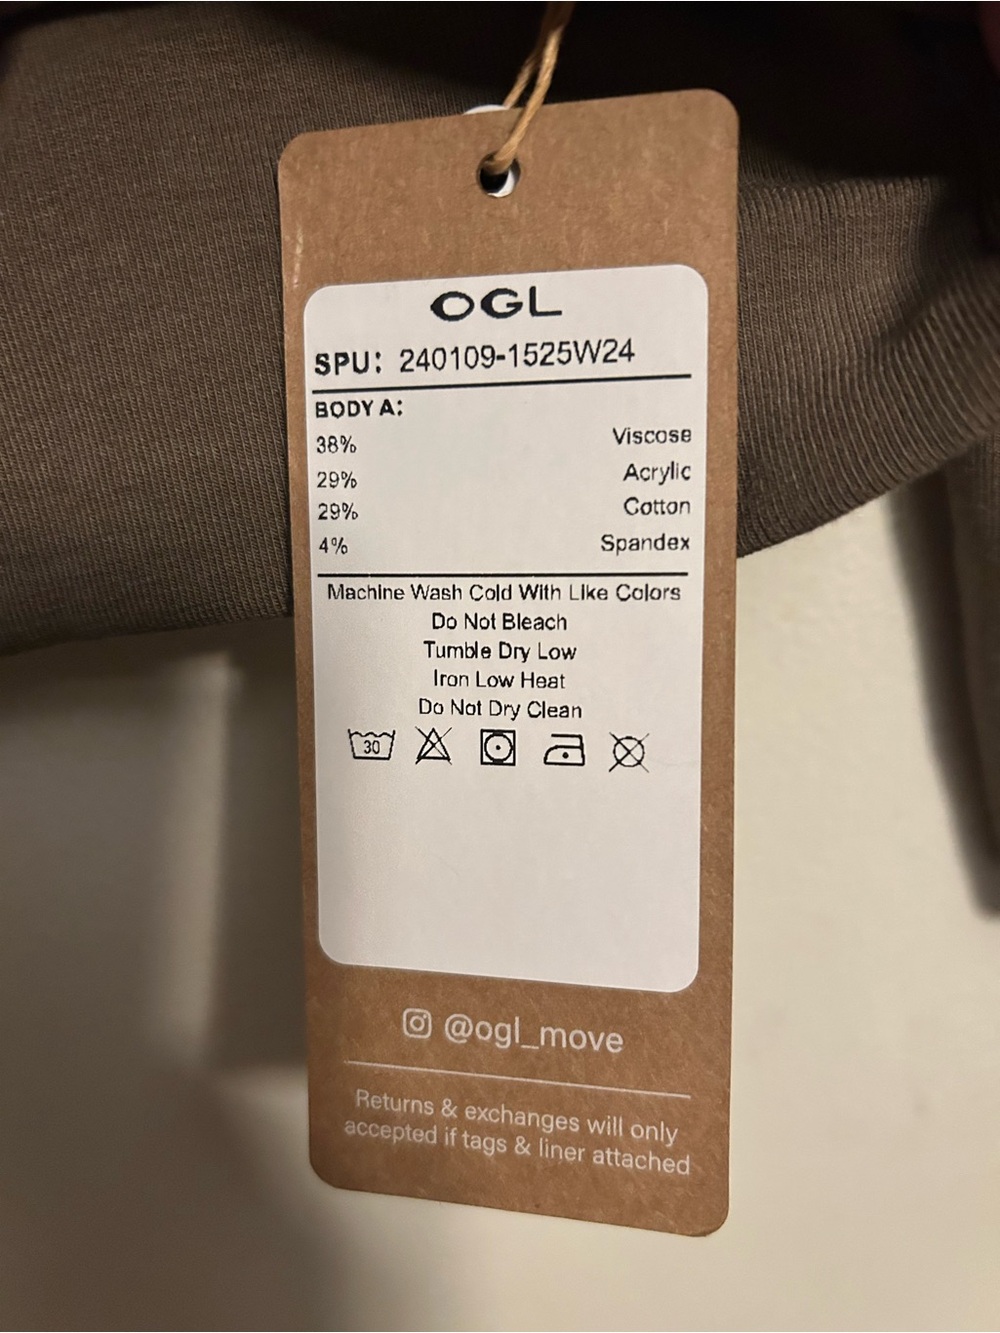 OGL
SPU: 240109-1525W24
BODY A:
38% Viscose
29% Acrylic
29% Cotton
4% Spandex
Machine Wash Cold With Like Colors
Do Not Bleach
Tumble Dry Low
Iron Low Heat
Do Not Dry Clean
30
@ogl_move
Returns & exchanges will only
accepted if tags & liner attached